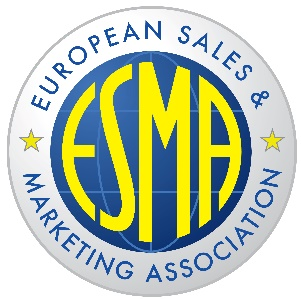 EUROPEAN SALES &
ESMA
MARKETING ASSOCIATION